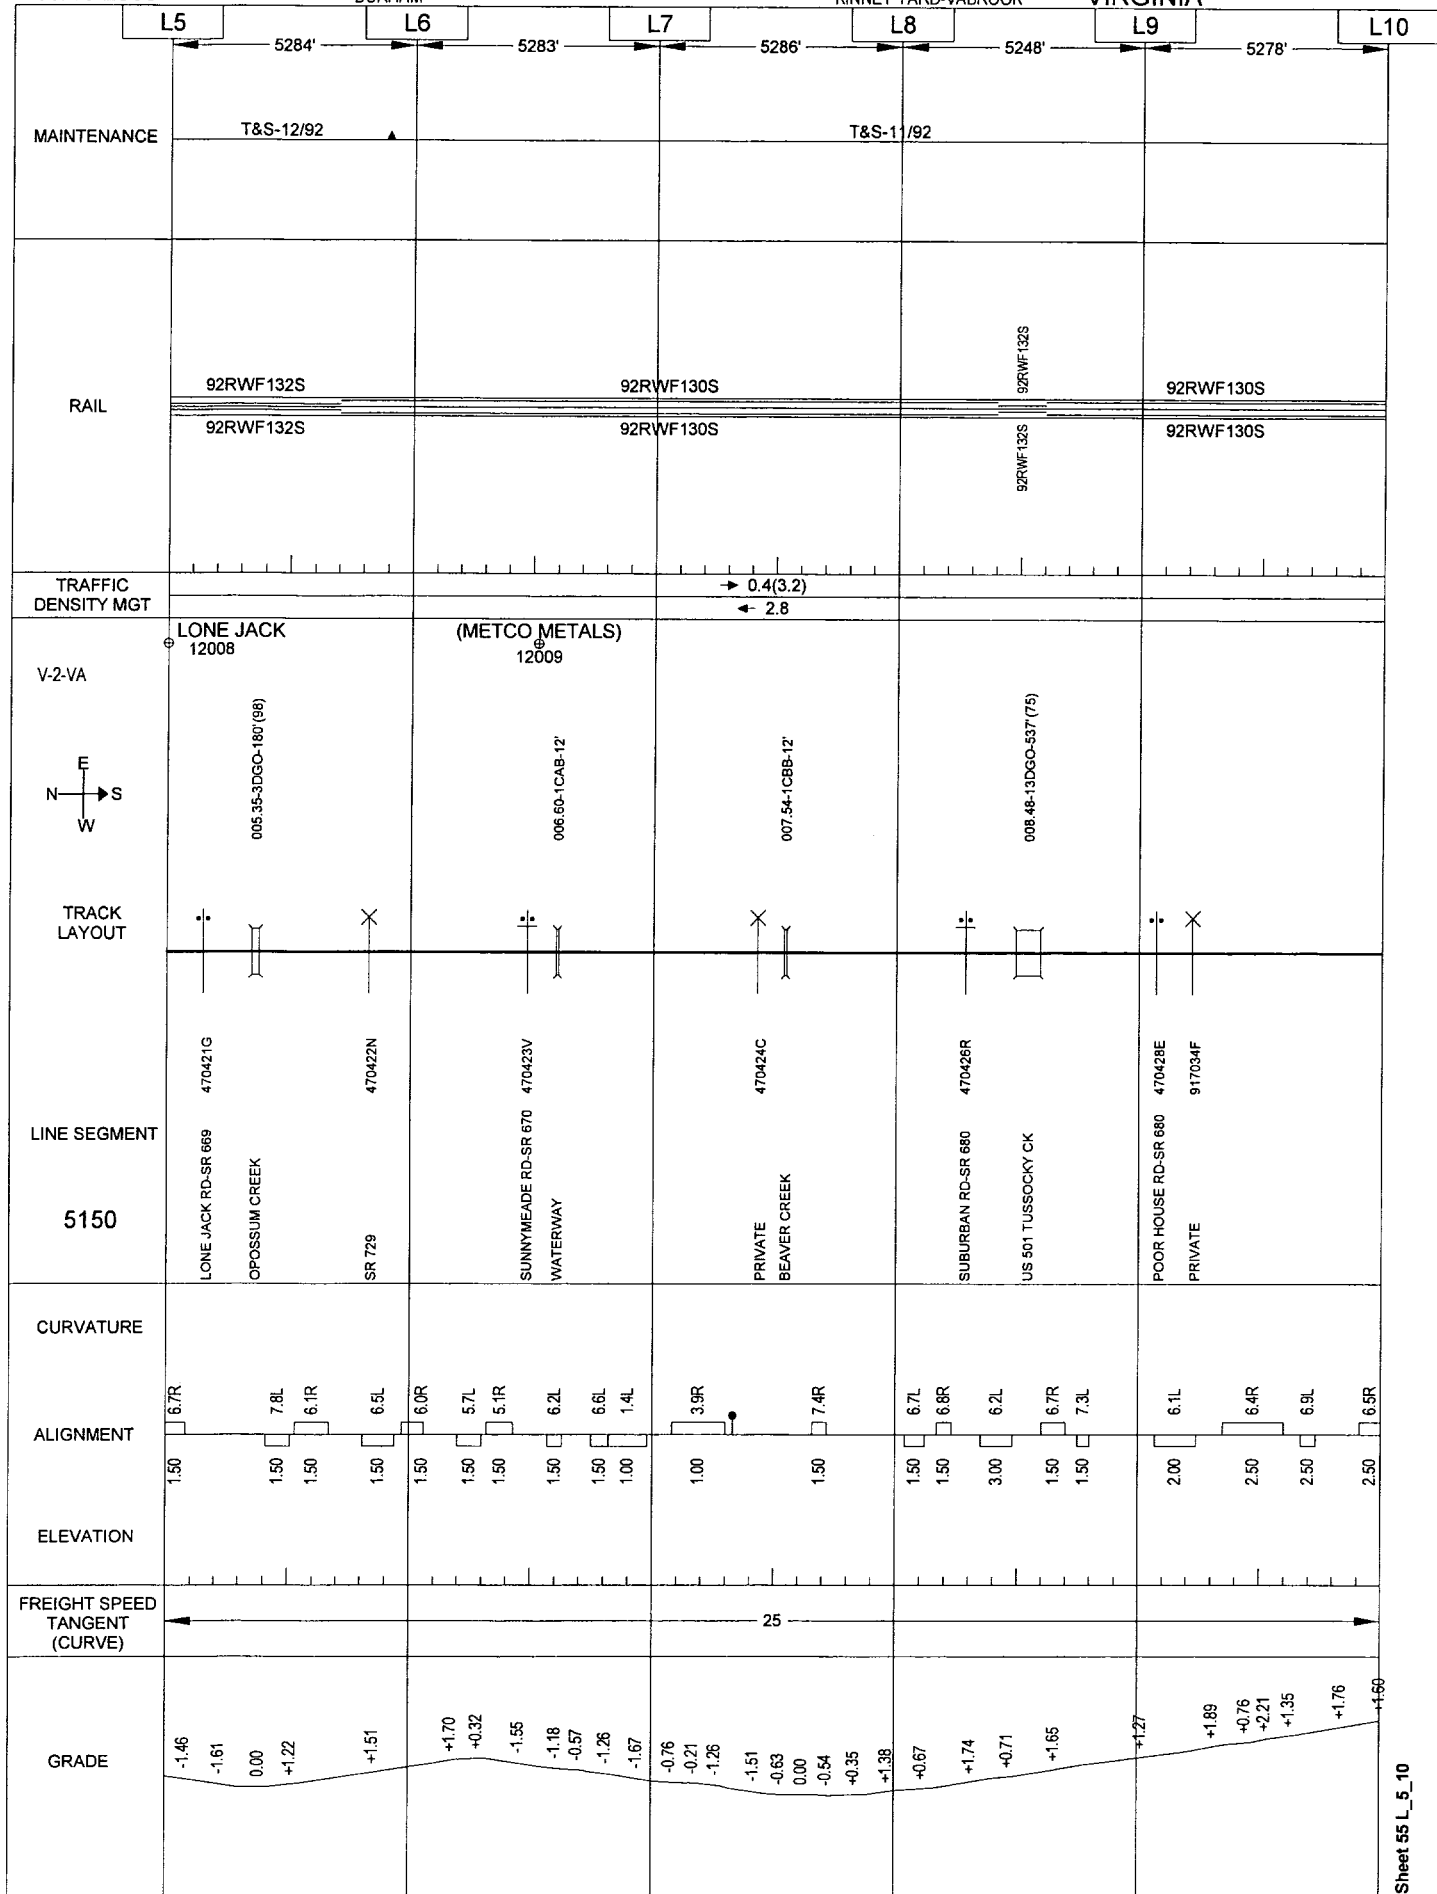 VIRGINIA
L5 L6 L7 L8 L9 L10
5284' 5283' 5286' 5248' 5278'
MAINTENANCE
T&S-12/92 T&S-11/92
RAIL
92RWF132S 92RWF130S 92RWF132S 92RWF130S
92RWF132S 92RWF130S 92RWF132S 92RWF130S
TRAFFIC
DENSITY MGT
→ 0.4(3.2)
← 2.8
LONE JACK (METCO METALS)
12008 12009
V-2-VA
E
N S
W
005.35-3DGO-180'(98)
006.60-1CAB-12'
007.54-1CBB-12'
008.48-13DGO-537'(75)
TRACK
LAYOUT
LINE SEGMENT
5150
LONE JACK RD-SR 669 470421G
OPOSSUM CREEK
SR 729 470422N
SUNNYMEADE RD-SR 670 470423V
WATERWAY
PRIVATE 470424C
BEAVER CREEK
SUBURBAN RD-SR 680 470426R
US 501 TUSSOCKY CK
POOR HOUSE RD-SR 680 470428E
PRIVATE 917034F
CURVATURE
6.7R 7.8L 6.1R 6.5L 6.0R 5.7L 5.1R 6.2L 6.6L 1.4L 3.9R 7.4R 6.7L 6.8R 6.2L 6.7R 7.3L 6.1L 6.4R 6.9L 6.5R
ALIGNMENT
1.50 1.50 1.50 1.50 1.50 1.50 1.50 1.50 1.50 1.00 1.00 1.50 1.50 1.50 3.00 1.50 1.50 2.00 2.50 2.50 2.50
ELEVATION
FREIGHT SPEED
TANGENT
(CURVE)
25
GRADE
-1.46 -1.61 0.00 +1.22 +1.51 +1.70 +0.32 -1.55 -1.18 -0.57 -1.26 -1.67 -0.76 -0.21 -1.26 -1.51 -0.63 0.00 -0.54 +0.35 +1.38 +0.67 +1.74 +0.71 +1.65 +1.27 +1.89 +0.76 +2.21 +1.35 +1.76 +1.60
Sheet 55 L_5_10